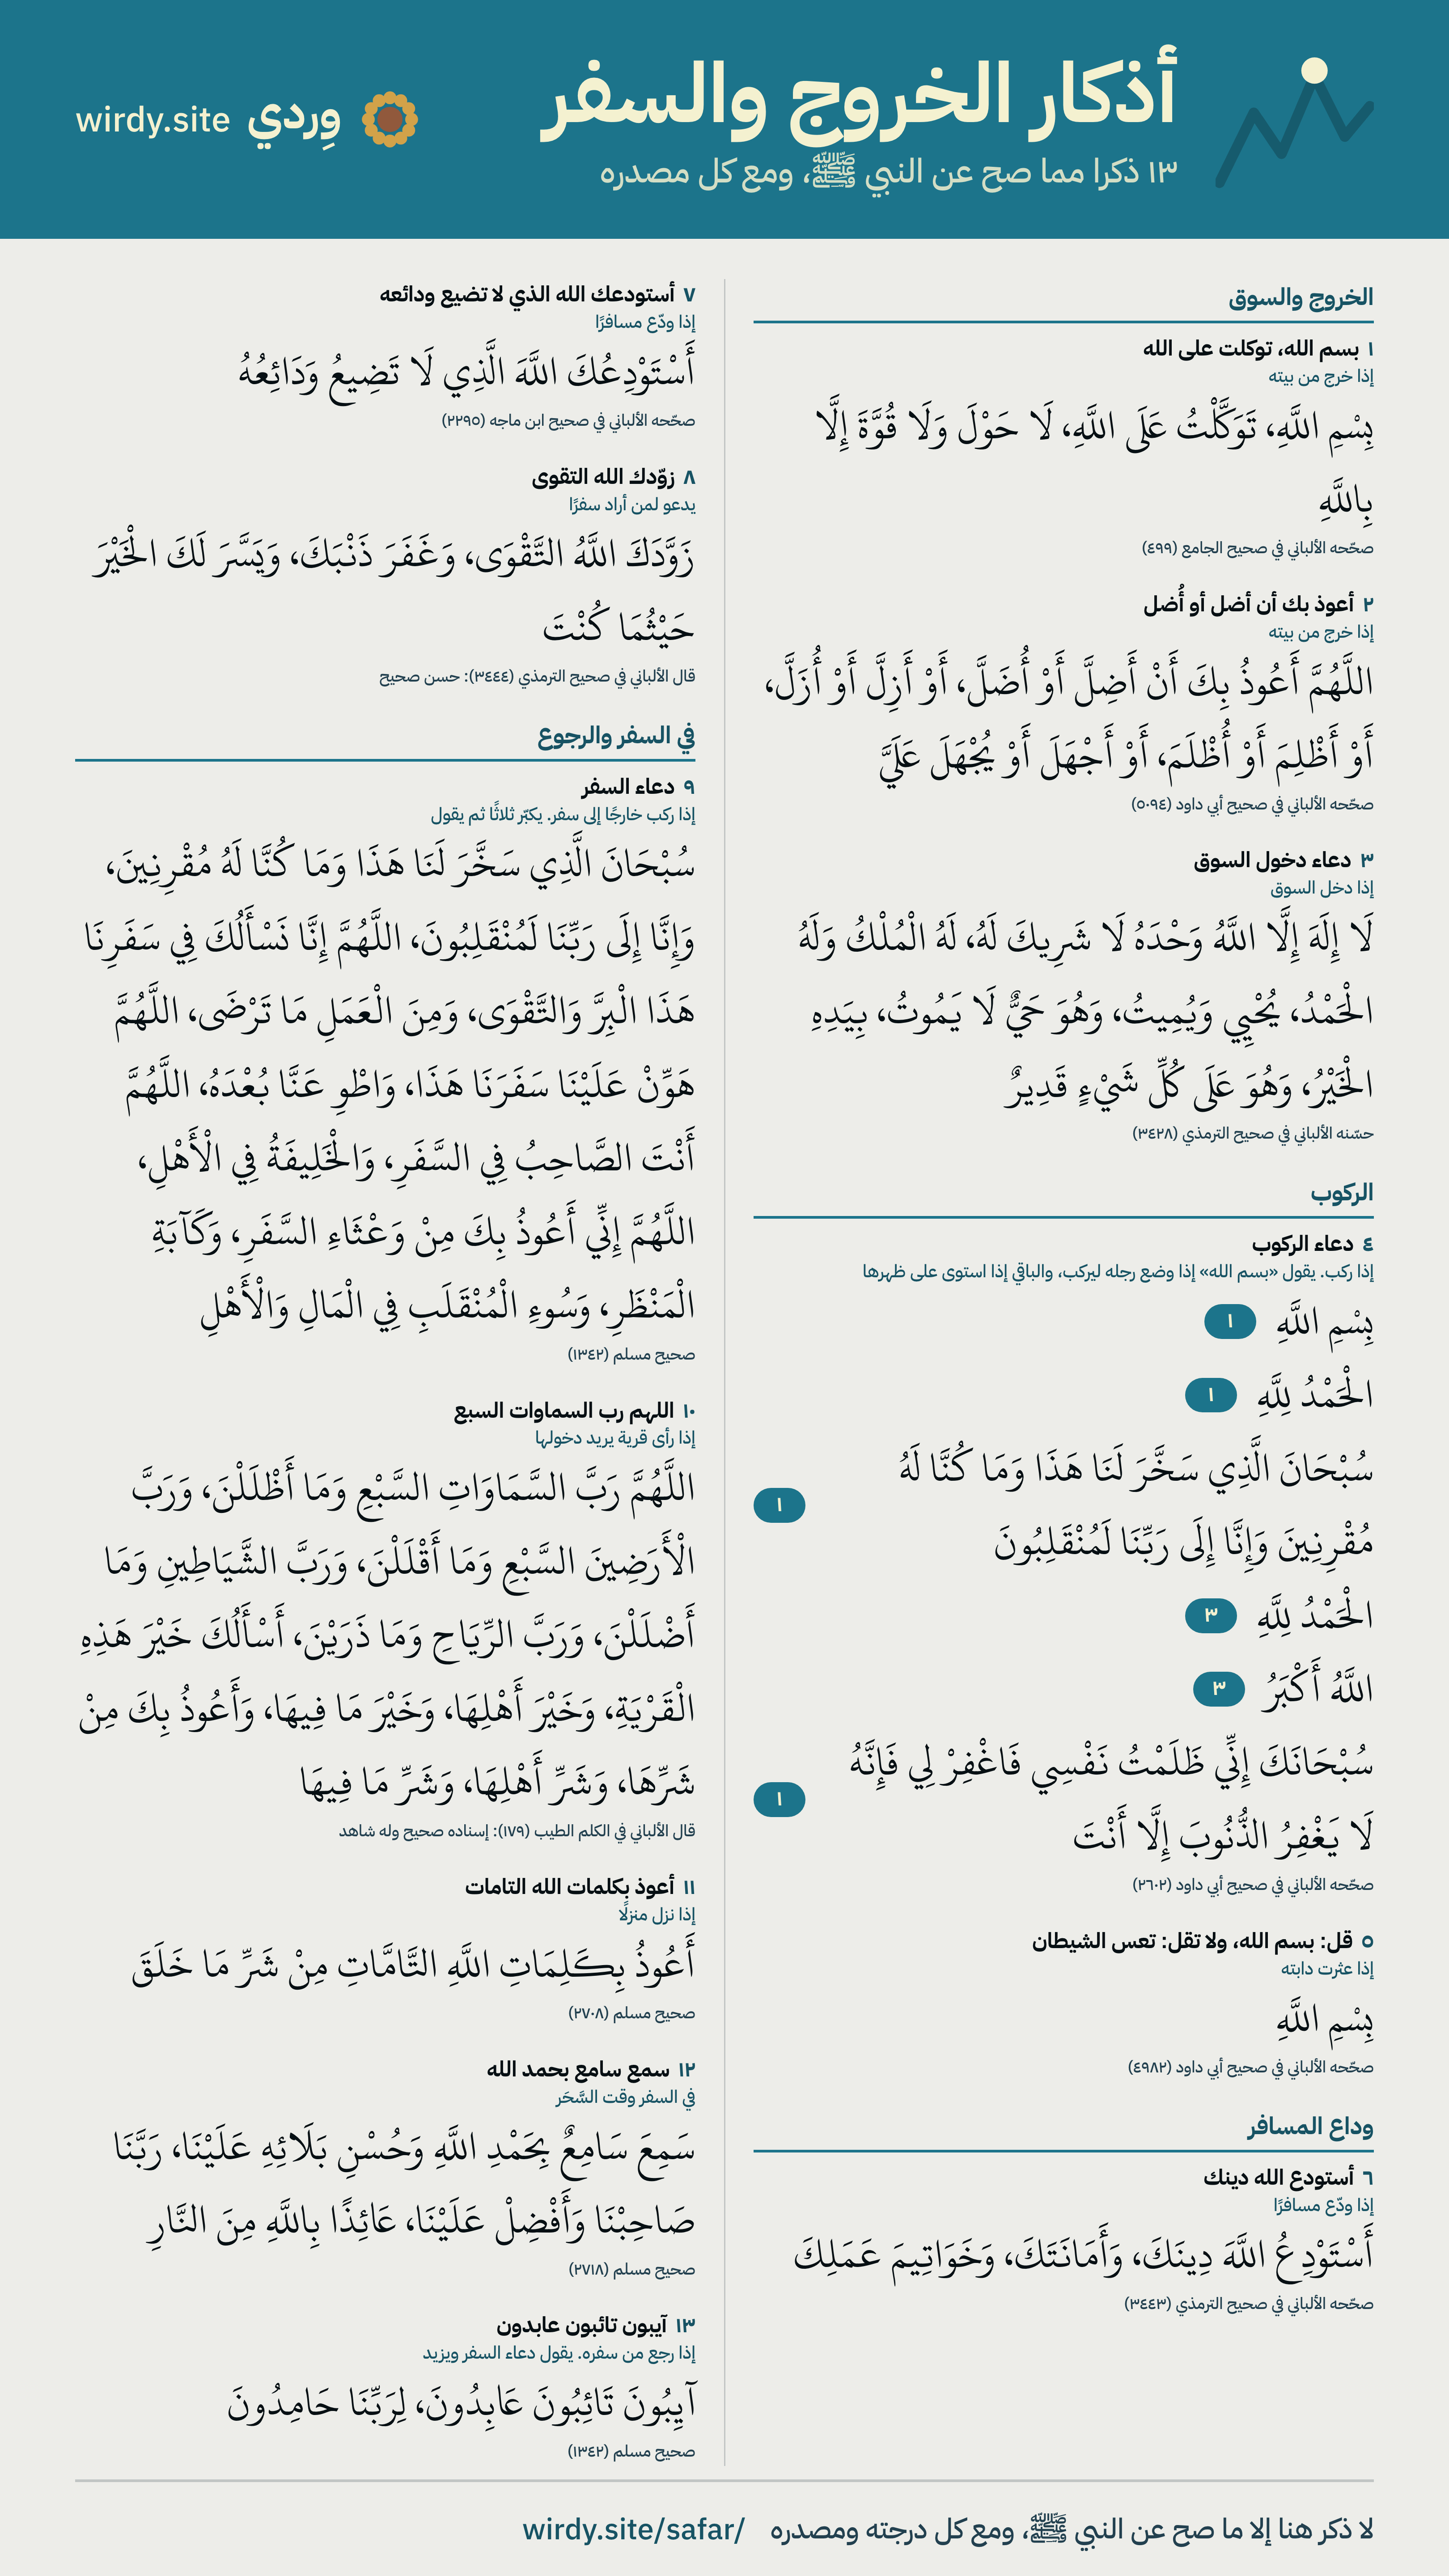 أذكار الخروج والسفر
١٣ ذكرا مما صح عن النبي ﷺ، ومع كل مصدره
وِردي wirdy.site
الخروج والسوق
١ بسم الله، توكلت على الله
إذا خرج من بيته
بِسْمِ اللَّهِ، تَوَكَّلْتُ عَلَى اللَّهِ، لَا حَوْلَ وَلَا قُوَّةَ إِلَّا
بِاللَّهِ
صحّحه الألباني في صحيح الجامع (٤٩٩)
٢ أعوذ بك أن أضل أو أُضل
إذا خرج من بيته
اللَّهُمَّ أَعُوذُ بِكَ أَنْ أَضِلَّ أَوْ أُضَلَّ، أَوْ أَزِلَّ أَوْ أُزَلَّ،
أَوْ أَظْلِمَ أَوْ أُظْلَمَ، أَوْ أَجْهَلَ أَوْ يُجْهَلَ عَلَيَّ
صحّحه الألباني في صحيح أبي داود (٥٠٩٤)
٣ دعاء دخول السوق
إذا دخل السوق
لَا إِلَهَ إِلَّا اللَّهُ وَحْدَهُ لَا شَرِيكَ لَهُ، لَهُ الْمُلْكُ وَلَهُ
الْحَمْدُ، يُحْيِي وَيُمِيتُ، وَهُوَ حَيٌّ لَا يَمُوتُ، بِيَدِهِ
الْخَيْرُ، وَهُوَ عَلَى كُلِّ شَيْءٍ قَدِيرٌ
حسّنه الألباني في صحيح الترمذي (٣٤٢٨)
الركوب
٤ دعاء الركوب
إذا ركب. يقول «بسم الله» إذا وضع رجله ليركب، والباقي إذا استوى على ظهرها
بِسْمِ اللَّهِ ١
الْحَمْدُ لِلَّهِ ١
سُبْحَانَ الَّذِي سَخَّرَ لَنَا هَذَا وَمَا كُنَّا لَهُ
مُقْرِنِينَ وَإِنَّا إِلَى رَبِّنَا لَمُنْقَلِبُونَ ١
الْحَمْدُ لِلَّهِ ٣
اللَّهُ أَكْبَرُ ٣
سُبْحَانَكَ إِنِّي ظَلَمْتُ نَفْسِي فَاغْفِرْ لِي فَإِنَّهُ
لَا يَغْفِرُ الذُّنُوبَ إِلَّا أَنْتَ ١
صحّحه الألباني في صحيح أبي داود (٢٦٠٢)
٥ قل: بسم الله، ولا تقل: تعس الشيطان
إذا عثرت دابته
بِسْمِ اللَّهِ
صحّحه الألباني في صحيح أبي داود (٤٩٨٢)
وداع المسافر
٦ أستودع الله دينك
إذا ودّع مسافرًا
أَسْتَوْدِعُ اللَّهَ دِينَكَ، وَأَمَانَتَكَ، وَخَوَاتِيمَ عَمَلِكَ
صحّحه الألباني في صحيح الترمذي (٣٤٤٣)
٧ أستودعك الله الذي لا تضيع ودائعه
إذا ودّع مسافرًا
أَسْتَوْدِعُكَ اللَّهَ الَّذِي لَا تَضِيعُ وَدَائِعُهُ
صحّحه الألباني في صحيح ابن ماجه (٢٢٩٥)
٨ زوّدك الله التقوى
يدعو لمن أراد سفرًا
زَوَّدَكَ اللَّهُ التَّقْوَى، وَغَفَرَ ذَنْبَكَ، وَيَسَّرَ لَكَ الْخَيْرَ
حَيْثُمَا كُنْتَ
قال الألباني في صحيح الترمذي (٣٤٤٤): حسن صحيح
في السفر والرجوع
٩ دعاء السفر
إذا ركب خارجًا إلى سفر. يكبّر ثلاثًا ثم يقول
سُبْحَانَ الَّذِي سَخَّرَ لَنَا هَذَا وَمَا كُنَّا لَهُ مُقْرِنِينَ،
وَإِنَّا إِلَى رَبِّنَا لَمُنْقَلِبُونَ، اللَّهُمَّ إِنَّا نَسْأَلُكَ فِي سَفَرِنَا
هَذَا الْبِرَّ وَالتَّقْوَى، وَمِنَ الْعَمَلِ مَا تَرْضَى، اللَّهُمَّ
هَوِّنْ عَلَيْنَا سَفَرَنَا هَذَا، وَاطْوِ عَنَّا بُعْدَهُ، اللَّهُمَّ
أَنْتَ الصَّاحِبُ فِي السَّفَرِ، وَالْخَلِيفَةُ فِي الْأَهْلِ،
اللَّهُمَّ إِنِّي أَعُوذُ بِكَ مِنْ وَعْثَاءِ السَّفَرِ، وَكَآبَةِ
الْمَنْظَرِ، وَسُوءِ الْمُنْقَلَبِ فِي الْمَالِ وَالْأَهْلِ
صحيح مسلم (١٣٤٢)
١٠ اللهم رب السماوات السبع
إذا رأى قرية يريد دخولها
اللَّهُمَّ رَبَّ السَّمَاوَاتِ السَّبْعِ وَمَا أَظْلَلْنَ، وَرَبَّ
الْأَرَضِينَ السَّبْعِ وَمَا أَقْلَلْنَ، وَرَبَّ الشَّيَاطِينِ وَمَا
أَضْلَلْنَ، وَرَبَّ الرِّيَاحِ وَمَا ذَرَيْنَ، أَسْأَلُكَ خَيْرَ هَذِهِ
الْقَرْيَةِ، وَخَيْرَ أَهْلِهَا، وَخَيْرَ مَا فِيهَا، وَأَعُوذُ بِكَ مِنْ
شَرِّهَا، وَشَرِّ أَهْلِهَا، وَشَرِّ مَا فِيهَا
قال الألباني في الكلم الطيب (١٧٩): إسناده صحيح وله شاهد
١١ أعوذ بكلمات الله التامات
إذا نزل منزلًا
أَعُوذُ بِكَلِمَاتِ اللَّهِ التَّامَّاتِ مِنْ شَرِّ مَا خَلَقَ
صحيح مسلم (٢٧٠٨)
١٢ سمع سامع بحمد الله
في السفر وقت السَّحَر
سَمِعَ سَامِعٌ بِحَمْدِ اللَّهِ وَحُسْنِ بَلَائِهِ عَلَيْنَا، رَبَّنَا
صَاحِبْنَا وَأَفْضِلْ عَلَيْنَا، عَائِذًا بِاللَّهِ مِنَ النَّارِ
صحيح مسلم (٢٧١٨)
١٣ آيبون تائبون عابدون
إذا رجع من سفره. يقول دعاء السفر ويزيد
آيِبُونَ تَائِبُونَ عَابِدُونَ، لِرَبِّنَا حَامِدُونَ
صحيح مسلم (١٣٤٢)
لا ذكر هنا إلا ما صح عن النبي ﷺ، ومع كل درجته ومصدره wirdy.site/safar/